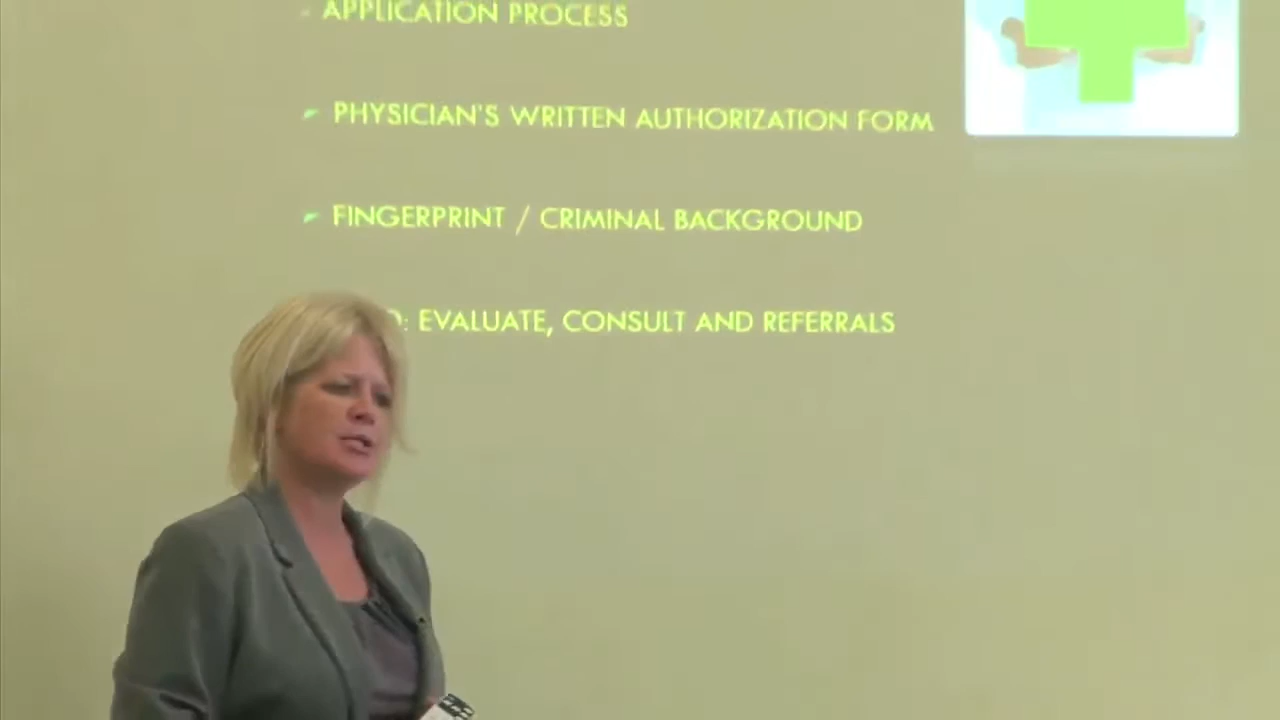 APPLICATION PROCESS
PHYSICIAN'S WRITTEN AUTHORIZATION FORM
FINGERPRINT / CRIMINAL BACKGROUND
EVALUATE, CONSULT AND REFERRALS